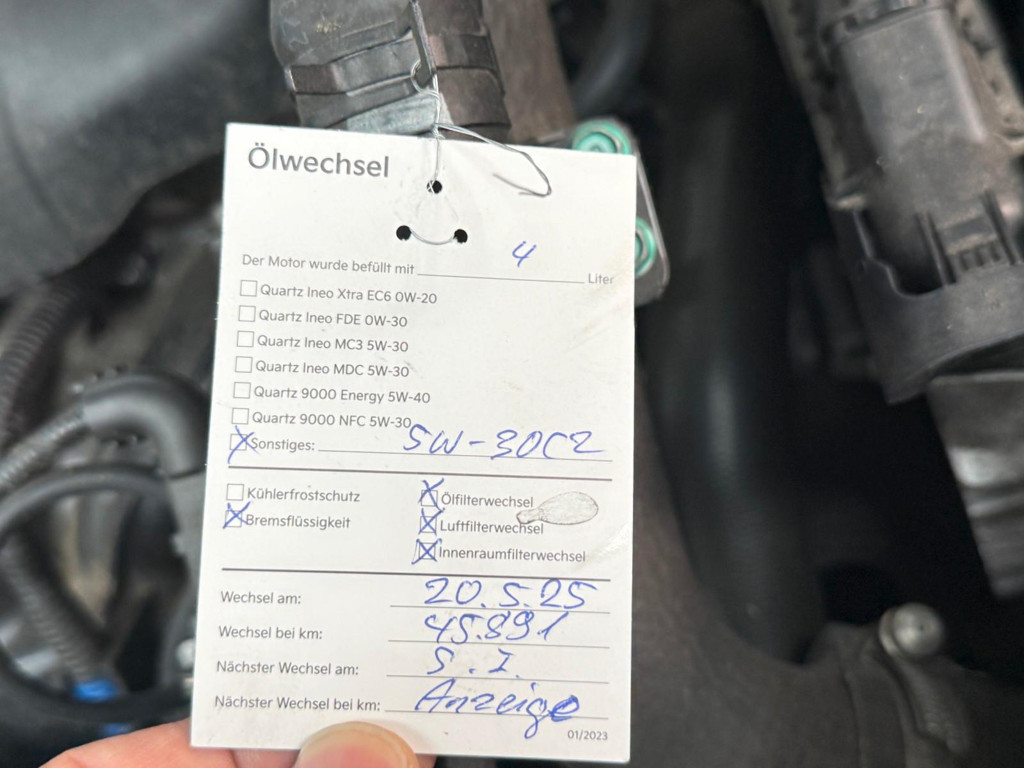 Ölwechsel
Der Motor wurde befüllt mit 4 Liter
Quartz Ineo Xtra EC6 0W-20
Quartz Ineo FDE 0W-30
Quartz Ineo MC3 5W-30
Quartz Ineo MDC 5W-30
Quartz 9000 Energy 5W-40
Quartz 9000 NFC 5W-30
Sonstiges: 5W-30C2
Kühlerfrostschutz Ölfilterwechsel
Bremsflüssigkeit Luftfilterwechsel
Innenraumfilterwechsel
Wechsel am: 20.5.25
Wechsel bei km: 45.891
Nächster Wechsel am: S.I.
Nächster Wechsel bei km: Anzeige
01/2023